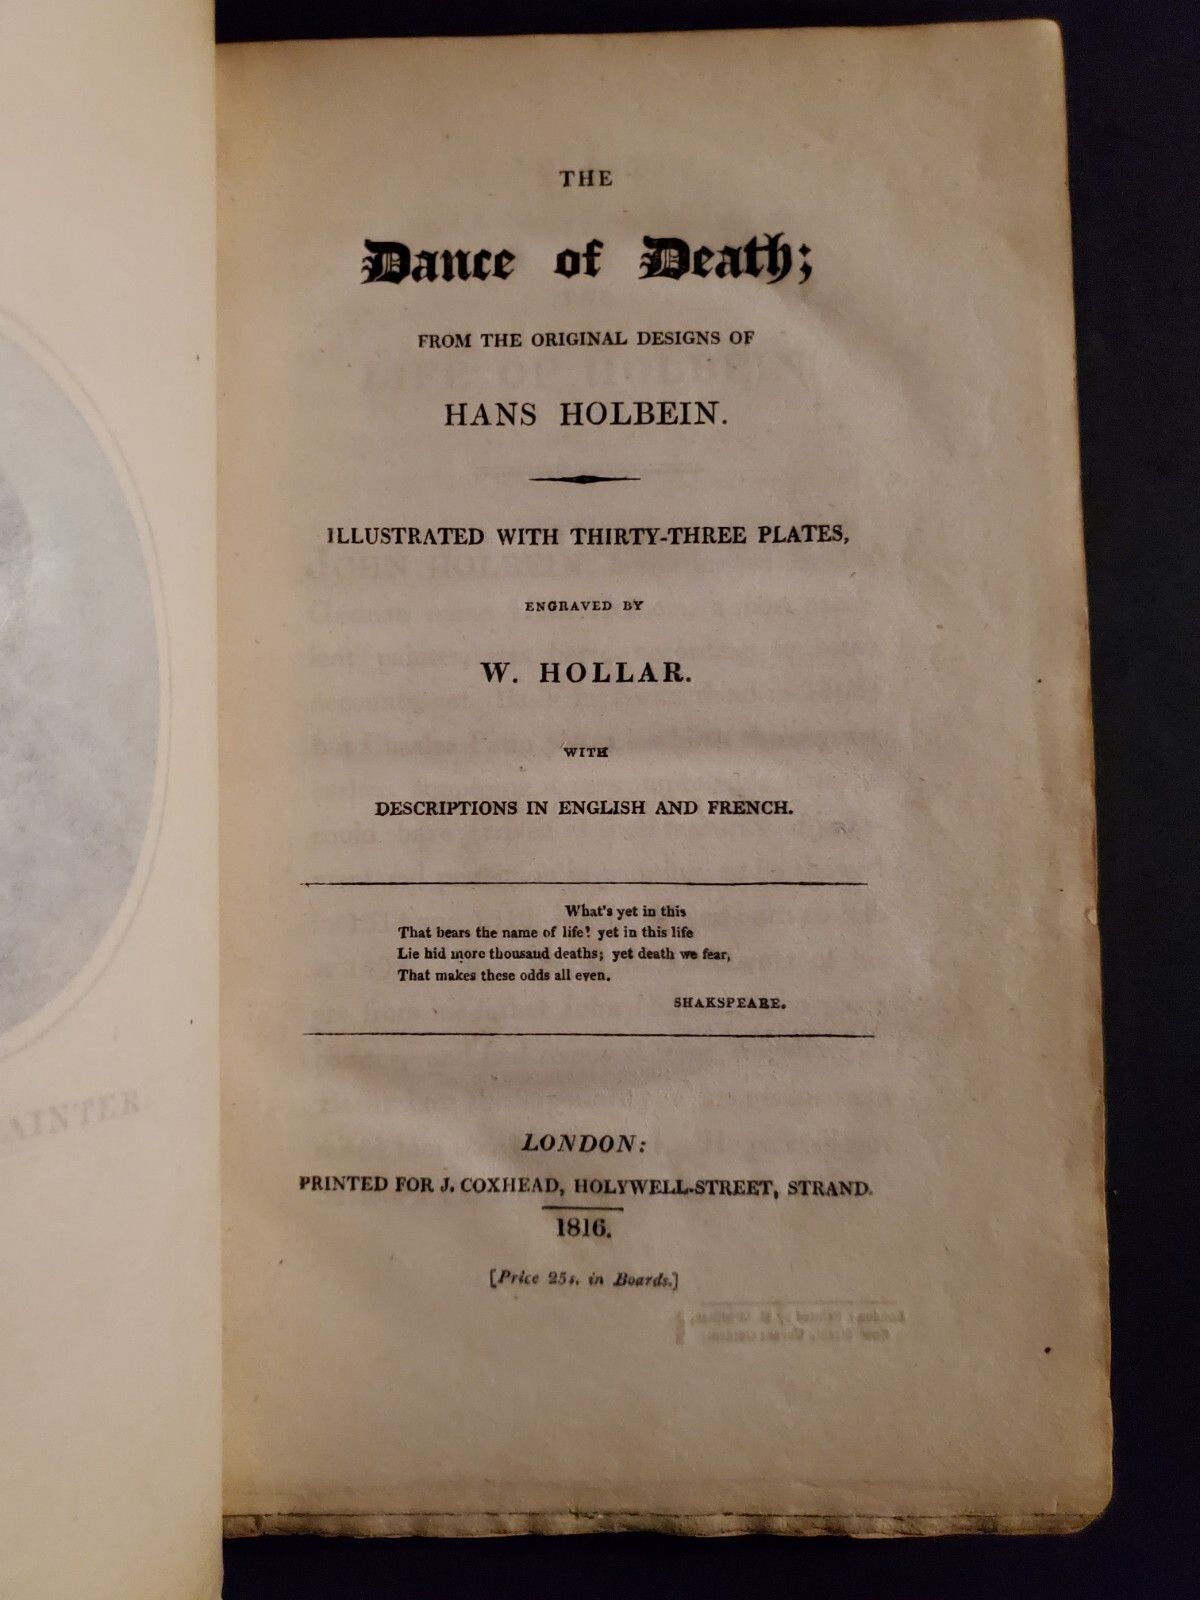 THE
Dance of Death;
FROM THE ORIGINAL DESIGNS OF
HANS HOLBEIN.
ILLUSTRATED WITH THIRTY-THREE PLATES,
ENGRAVED BY
W. HOLLAR.
WITH
DESCRIPTIONS IN ENGLISH AND FRENCH.
What's yet in this
That bears the name of life? yet in this life
Lie hid more thousand deaths; yet death we fear,
That makes these odds all even.
SHAKSPEARE.
LONDON:
PRINTED FOR J. COXHEAD, HOLYWELL-STREET, STRAND.
1816.
[Price 25s. in Boards.]
AINTER